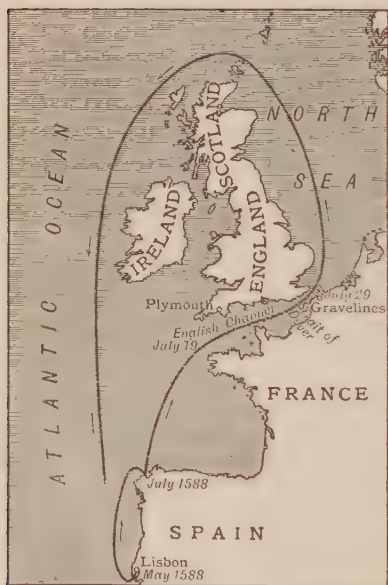 ATLANTIC OCEAN
NORTH
SEA
SCOTLAND
IRELAND
ENGLAND
Plymouth
July 29
Gravelines
English Channel
Strait of
Dover
July 19
FRANCE
July 1588
SPAIN
Lisbon
May 1588